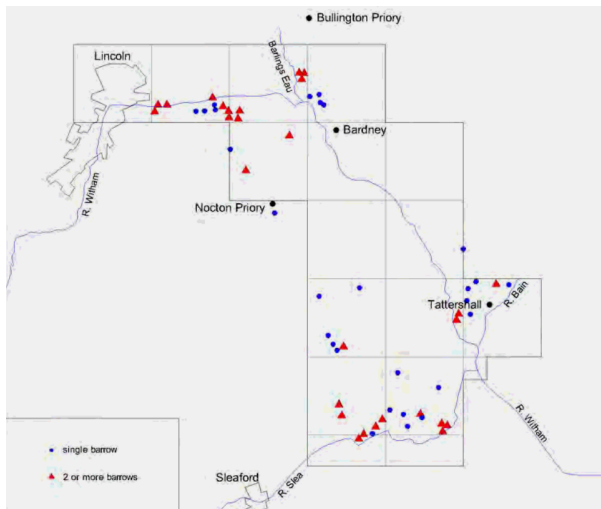 Bullington Priory
Lincoln
Barlings Eau
Bardney
R. Witham
Nocton Priory
R. Bain
Tattershall
R. Witham
single barrow
2 or more barrows
Sleaford
R. Slea